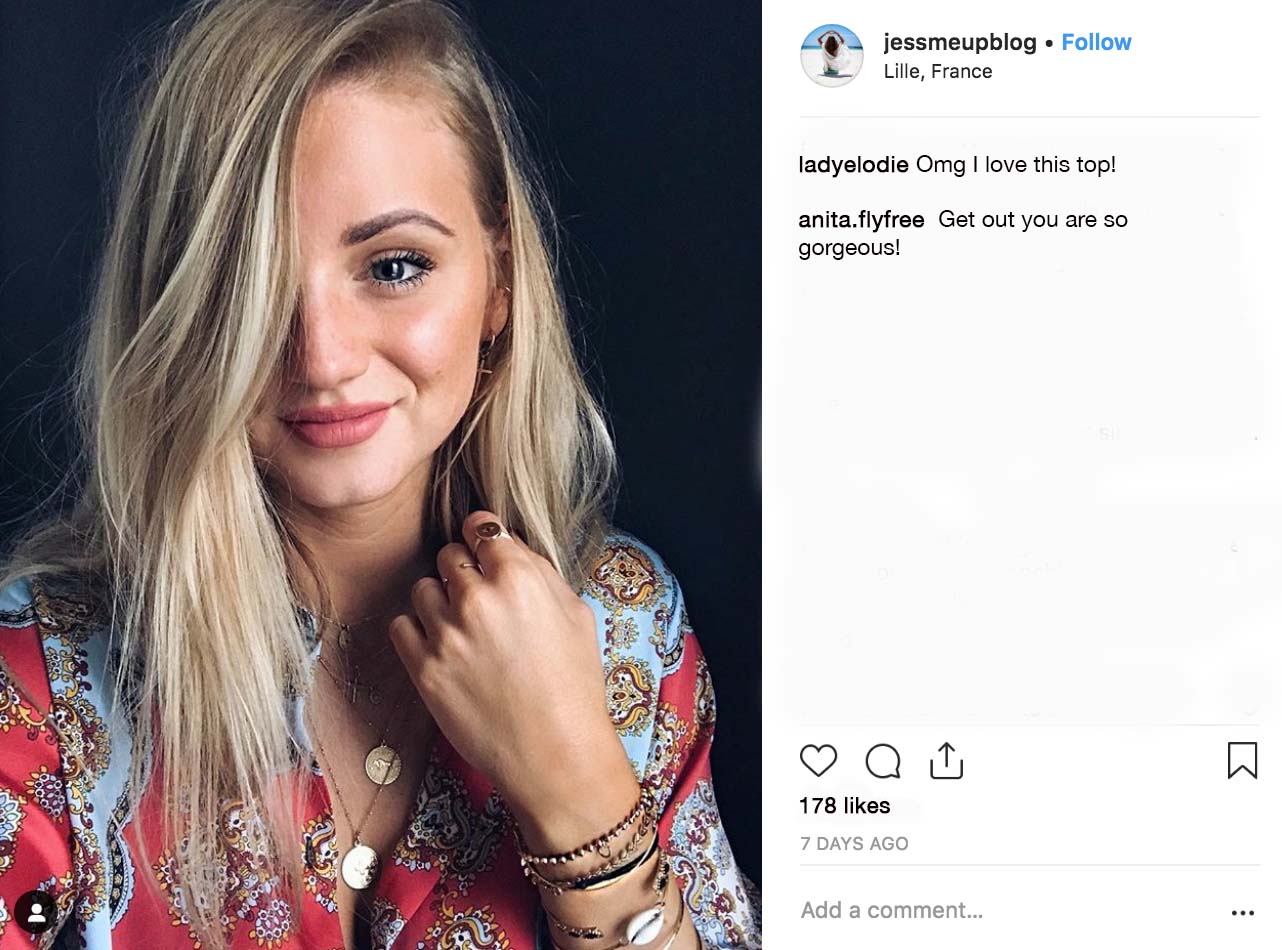 jessmeupblog • Follow
Lille, France
ladyelodie Omg I love this top!
anita.flyfree Get out you are so
gorgeous!
178 likes
7 DAYS AGO
Add a comment...